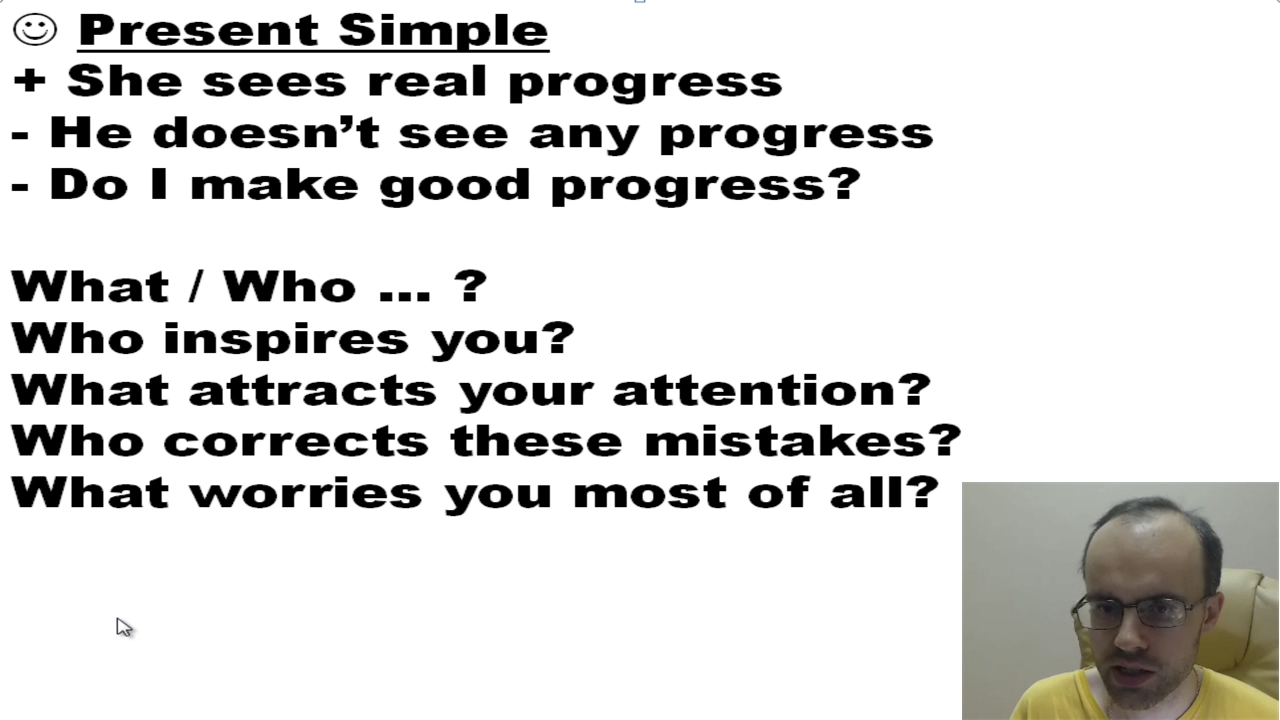 ☺ Present Simple
+ She sees real progress
- He doesn’t see any progress
- Do I make good progress?
What / Who ... ?
Who inspires you?
What attracts your attention?
Who corrects these mistakes?
What worries you most of all?